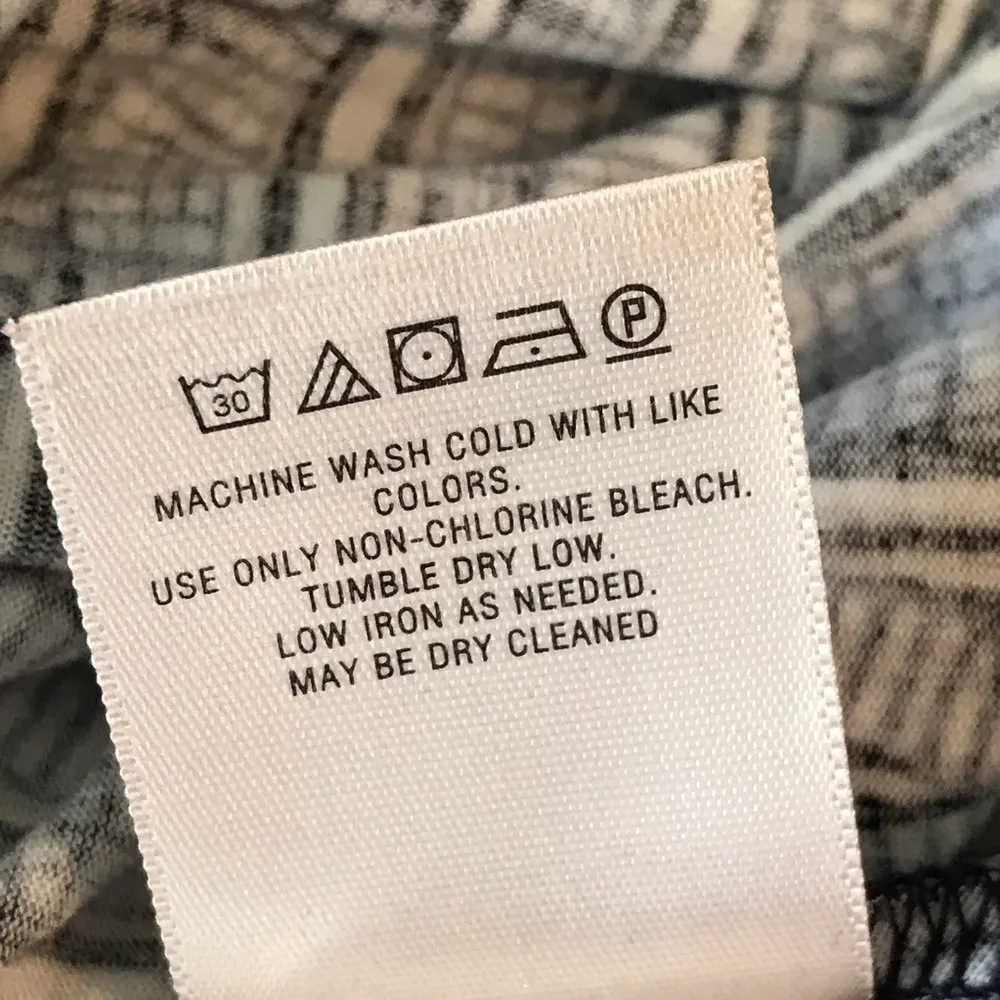 30 P
MACHINE WASH COLD WITH LIKE
COLORS.
USE ONLY NON-CHLORINE BLEACH.
TUMBLE DRY LOW.
LOW IRON AS NEEDED.
MAY BE DRY CLEANED